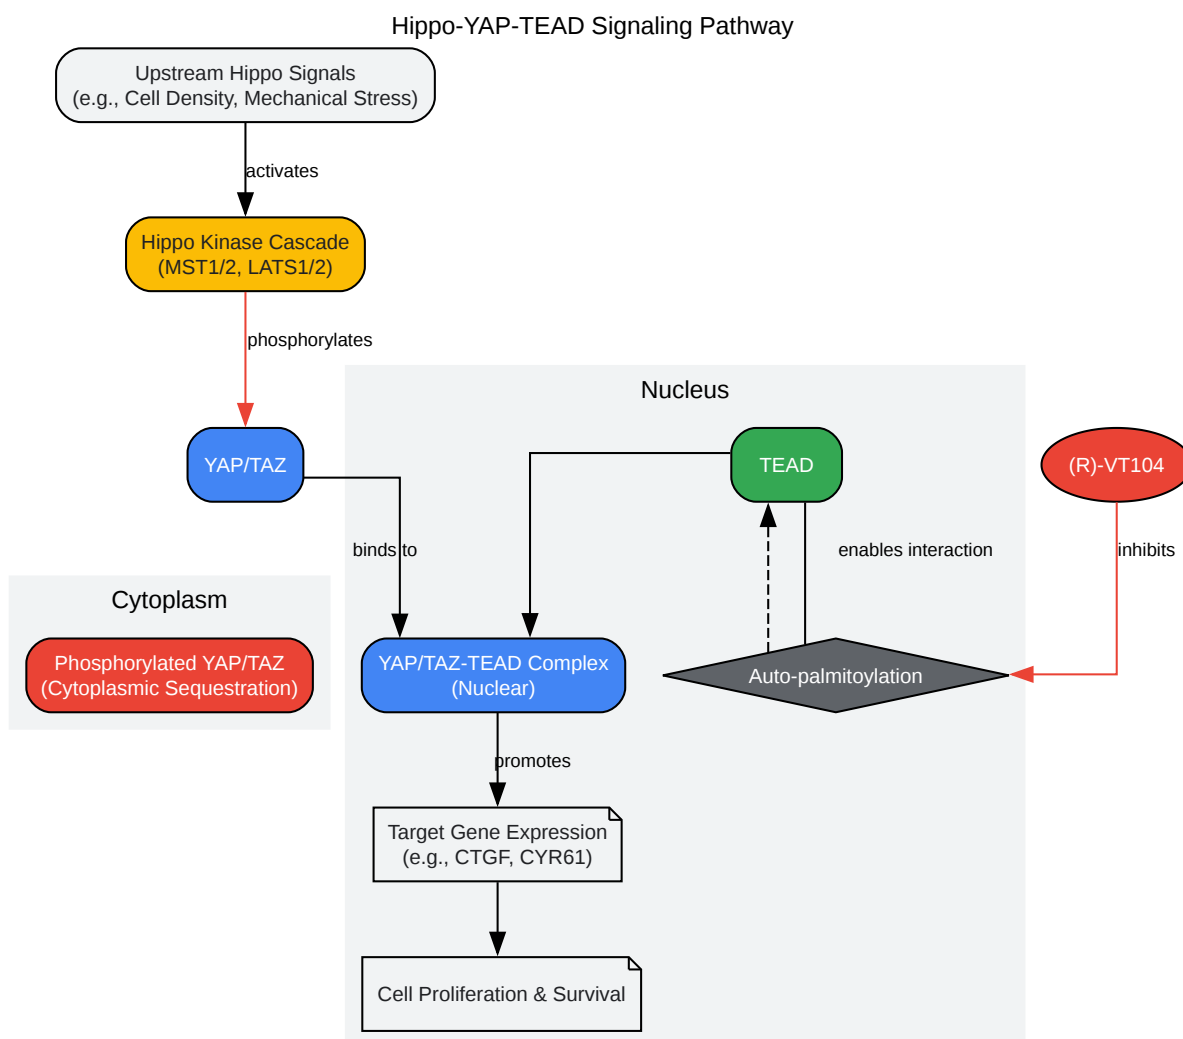 Hippo-YAP-TEAD Signaling Pathway
Upstream Hippo Signals
(e.g., Cell Density, Mechanical Stress)
activates
Hippo Kinase Cascade
(MST1/2, LATS1/2)
phosphorylates
Nucleus
YAP/TAZ
TEAD
(R)-VT104
binds to
enables interaction
inhibits
Cytoplasm
Phosphorylated YAP/TAZ
(Cytoplasmic Sequestration)
YAP/TAZ-TEAD Complex
(Nuclear)
Auto-palmitoylation
promotes
Target Gene Expression
(e.g., CTGF, CYR61)
Cell Proliferation & Survival